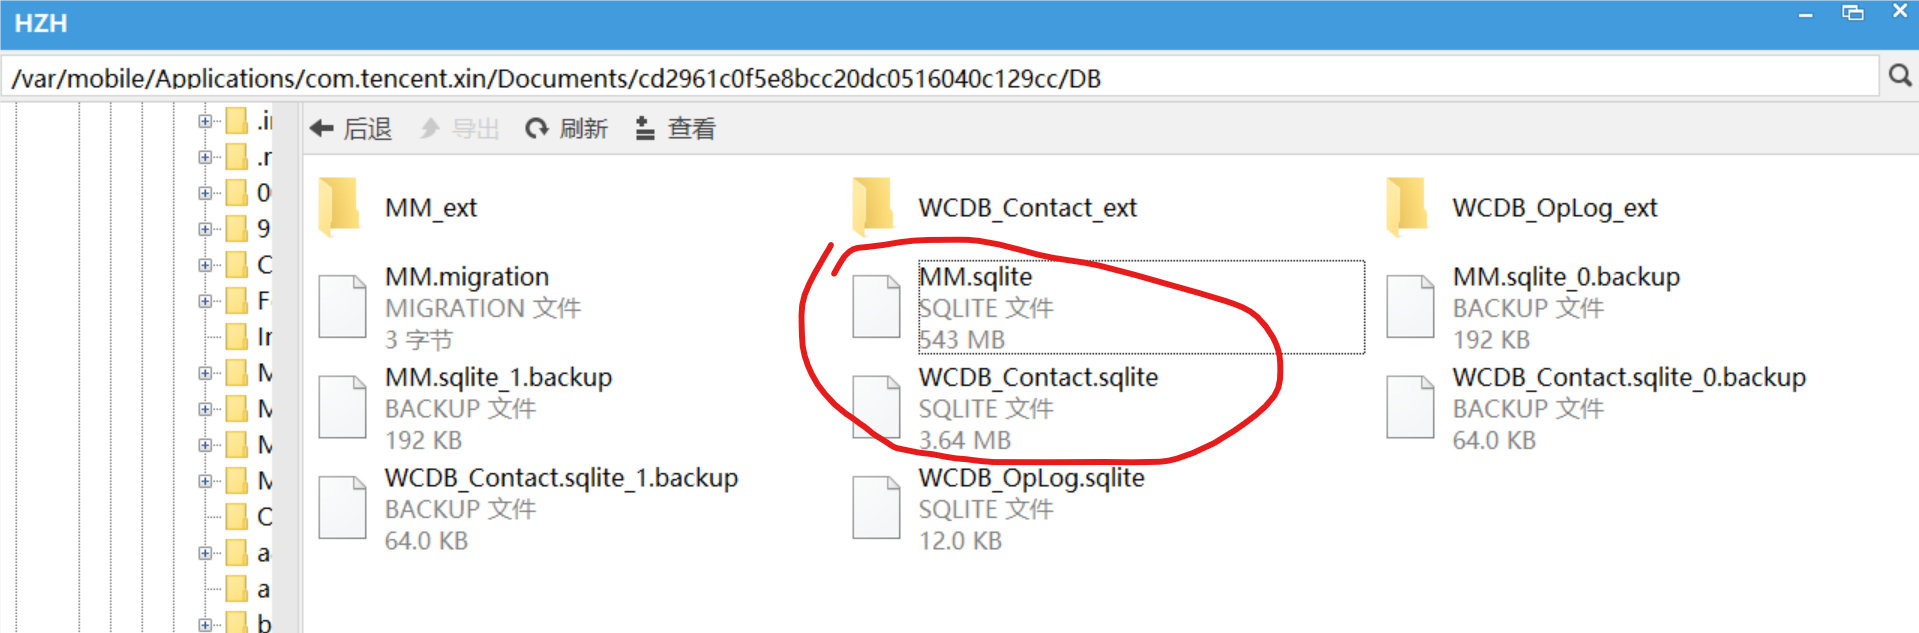 HZH
/var/mobile/Applications/com.tencent.xin/Documents/cd2961c0f5e8bcc20dc0516040c129cc/DB
后退 导出 刷新 查看
.i
.r
0
9
C
F
Ir
M
M
M
M
C
a
a
b
MM_ext
WCDB_Contact_ext
WCDB_OpLog_ext
MM.migration
MIGRATION 文件
3 字节
MM.sqlite
SQLITE 文件
543 MB
MM.sqlite_0.backup
BACKUP 文件
192 KB
MM.sqlite_1.backup
BACKUP 文件
192 KB
WCDB_Contact.sqlite
SQLITE 文件
3.64 MB
WCDB_Contact.sqlite_0.backup
BACKUP 文件
64.0 KB
WCDB_Contact.sqlite_1.backup
BACKUP 文件
64.0 KB
WCDB_OpLog.sqlite
SQLITE 文件
12.0 KB